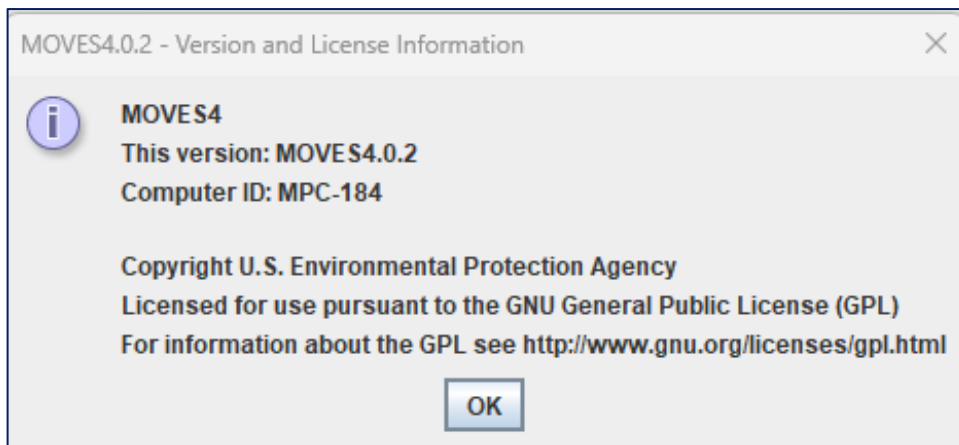 MOVES4.0.2 - Version and License Information
MOVES4
This version: MOVES4.0.2
Computer ID: MPC-184
Copyright U.S. Environmental Protection Agency
Licensed for use pursuant to the GNU General Public License (GPL)
For information about the GPL see http://www.gnu.org/licenses/gpl.html
OK